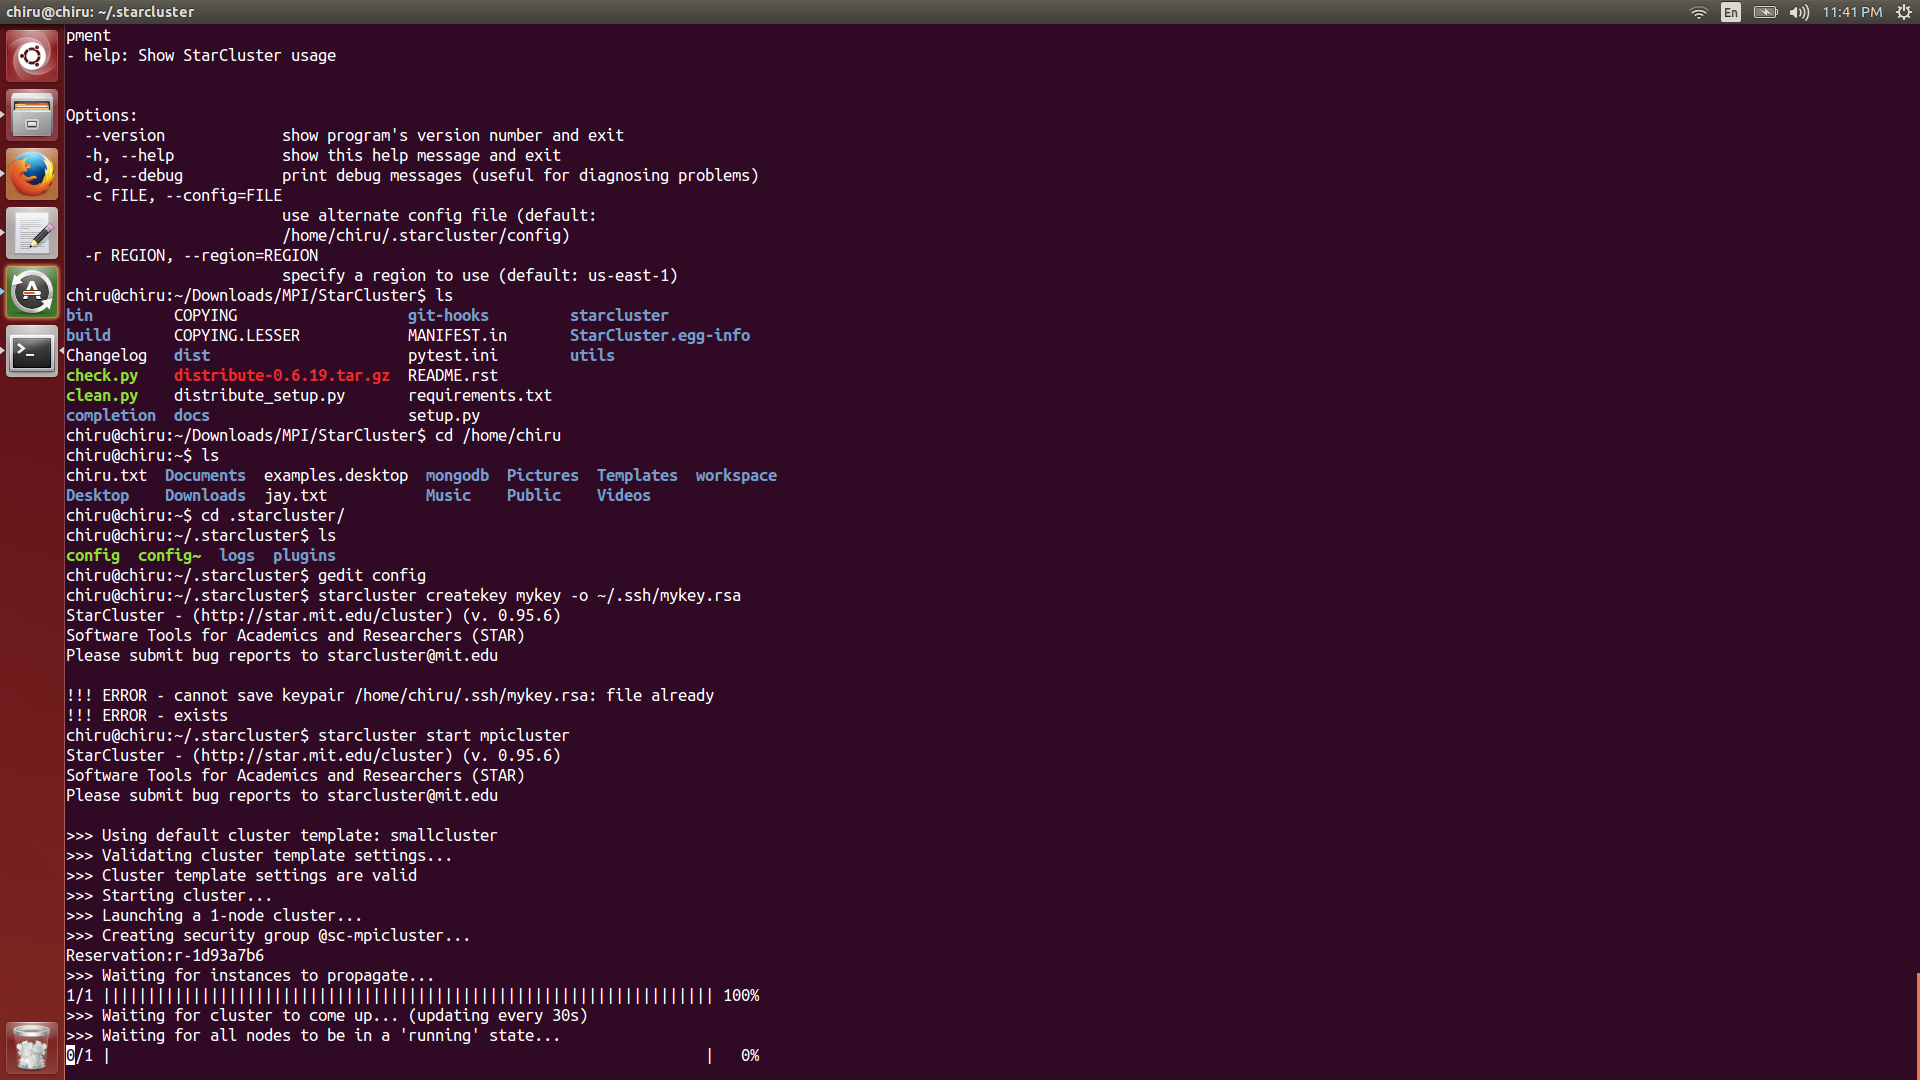 chiru@chiru: ~/.starcluster
En
11:41 PM
pment
- help: Show StarCluster usage
Options:
--version show program's version number and exit
-h, --help show this help message and exit
-d, --debug print debug messages (useful for diagnosing problems)
-c FILE, --config=FILE
use alternate config file (default:
/home/chiru/.starcluster/config)
-r REGION, --region=REGION
specify a region to use (default: us-east-1)
chiru@chiru:~/Downloads/MPI/StarCluster$ ls
bin COPYING git-hooks starcluster
build COPYING.LESSER MANIFEST.in StarCluster.egg-info
Changelog dist pytest.ini utils
check.py distribute-0.6.19.tar.gz README.rst
clean.py distribute_setup.py requirements.txt
completion docs setup.py
chiru@chiru:~/Downloads/MPI/StarCluster$ cd /home/chiru
chiru@chiru:~$ ls
chiru.txt Documents examples.desktop mongodb Pictures Templates workspace
Desktop Downloads jay.txt Music Public Videos
chiru@chiru:~$ cd .starcluster/
chiru@chiru:~/.starcluster$ ls
config config~ logs plugins
chiru@chiru:~/.starcluster$ gedit config
chiru@chiru:~/.starcluster$ starcluster createkey mykey -o ~/.ssh/mykey.rsa
StarCluster - (http://star.mit.edu/cluster) (v. 0.95.6)
Software Tools for Academics and Researchers (STAR)
Please submit bug reports to starcluster@mit.edu
!!! ERROR - cannot save keypair /home/chiru/.ssh/mykey.rsa: file already
!!! ERROR - exists
chiru@chiru:~/.starcluster$ starcluster start mpicluster
StarCluster - (http://star.mit.edu/cluster) (v. 0.95.6)
Software Tools for Academics and Researchers (STAR)
Please submit bug reports to starcluster@mit.edu
>>> Using default cluster template: smallcluster
>>> Validating cluster template settings...
>>> Cluster template settings are valid
>>> Starting cluster...
>>> Launching a 1-node cluster...
>>> Creating security group @sc-mpicluster...
Reservation:r-1d93a7b6
>>> Waiting for instances to propagate...
1/1 |||||||||||||||||||||||||||||||||||||||||||||||||||||||||||||||||||| 100%
>>> Waiting for cluster to come up... (updating every 30s)
>>> Waiting for all nodes to be in a 'running' state...
0/1 | | 0%